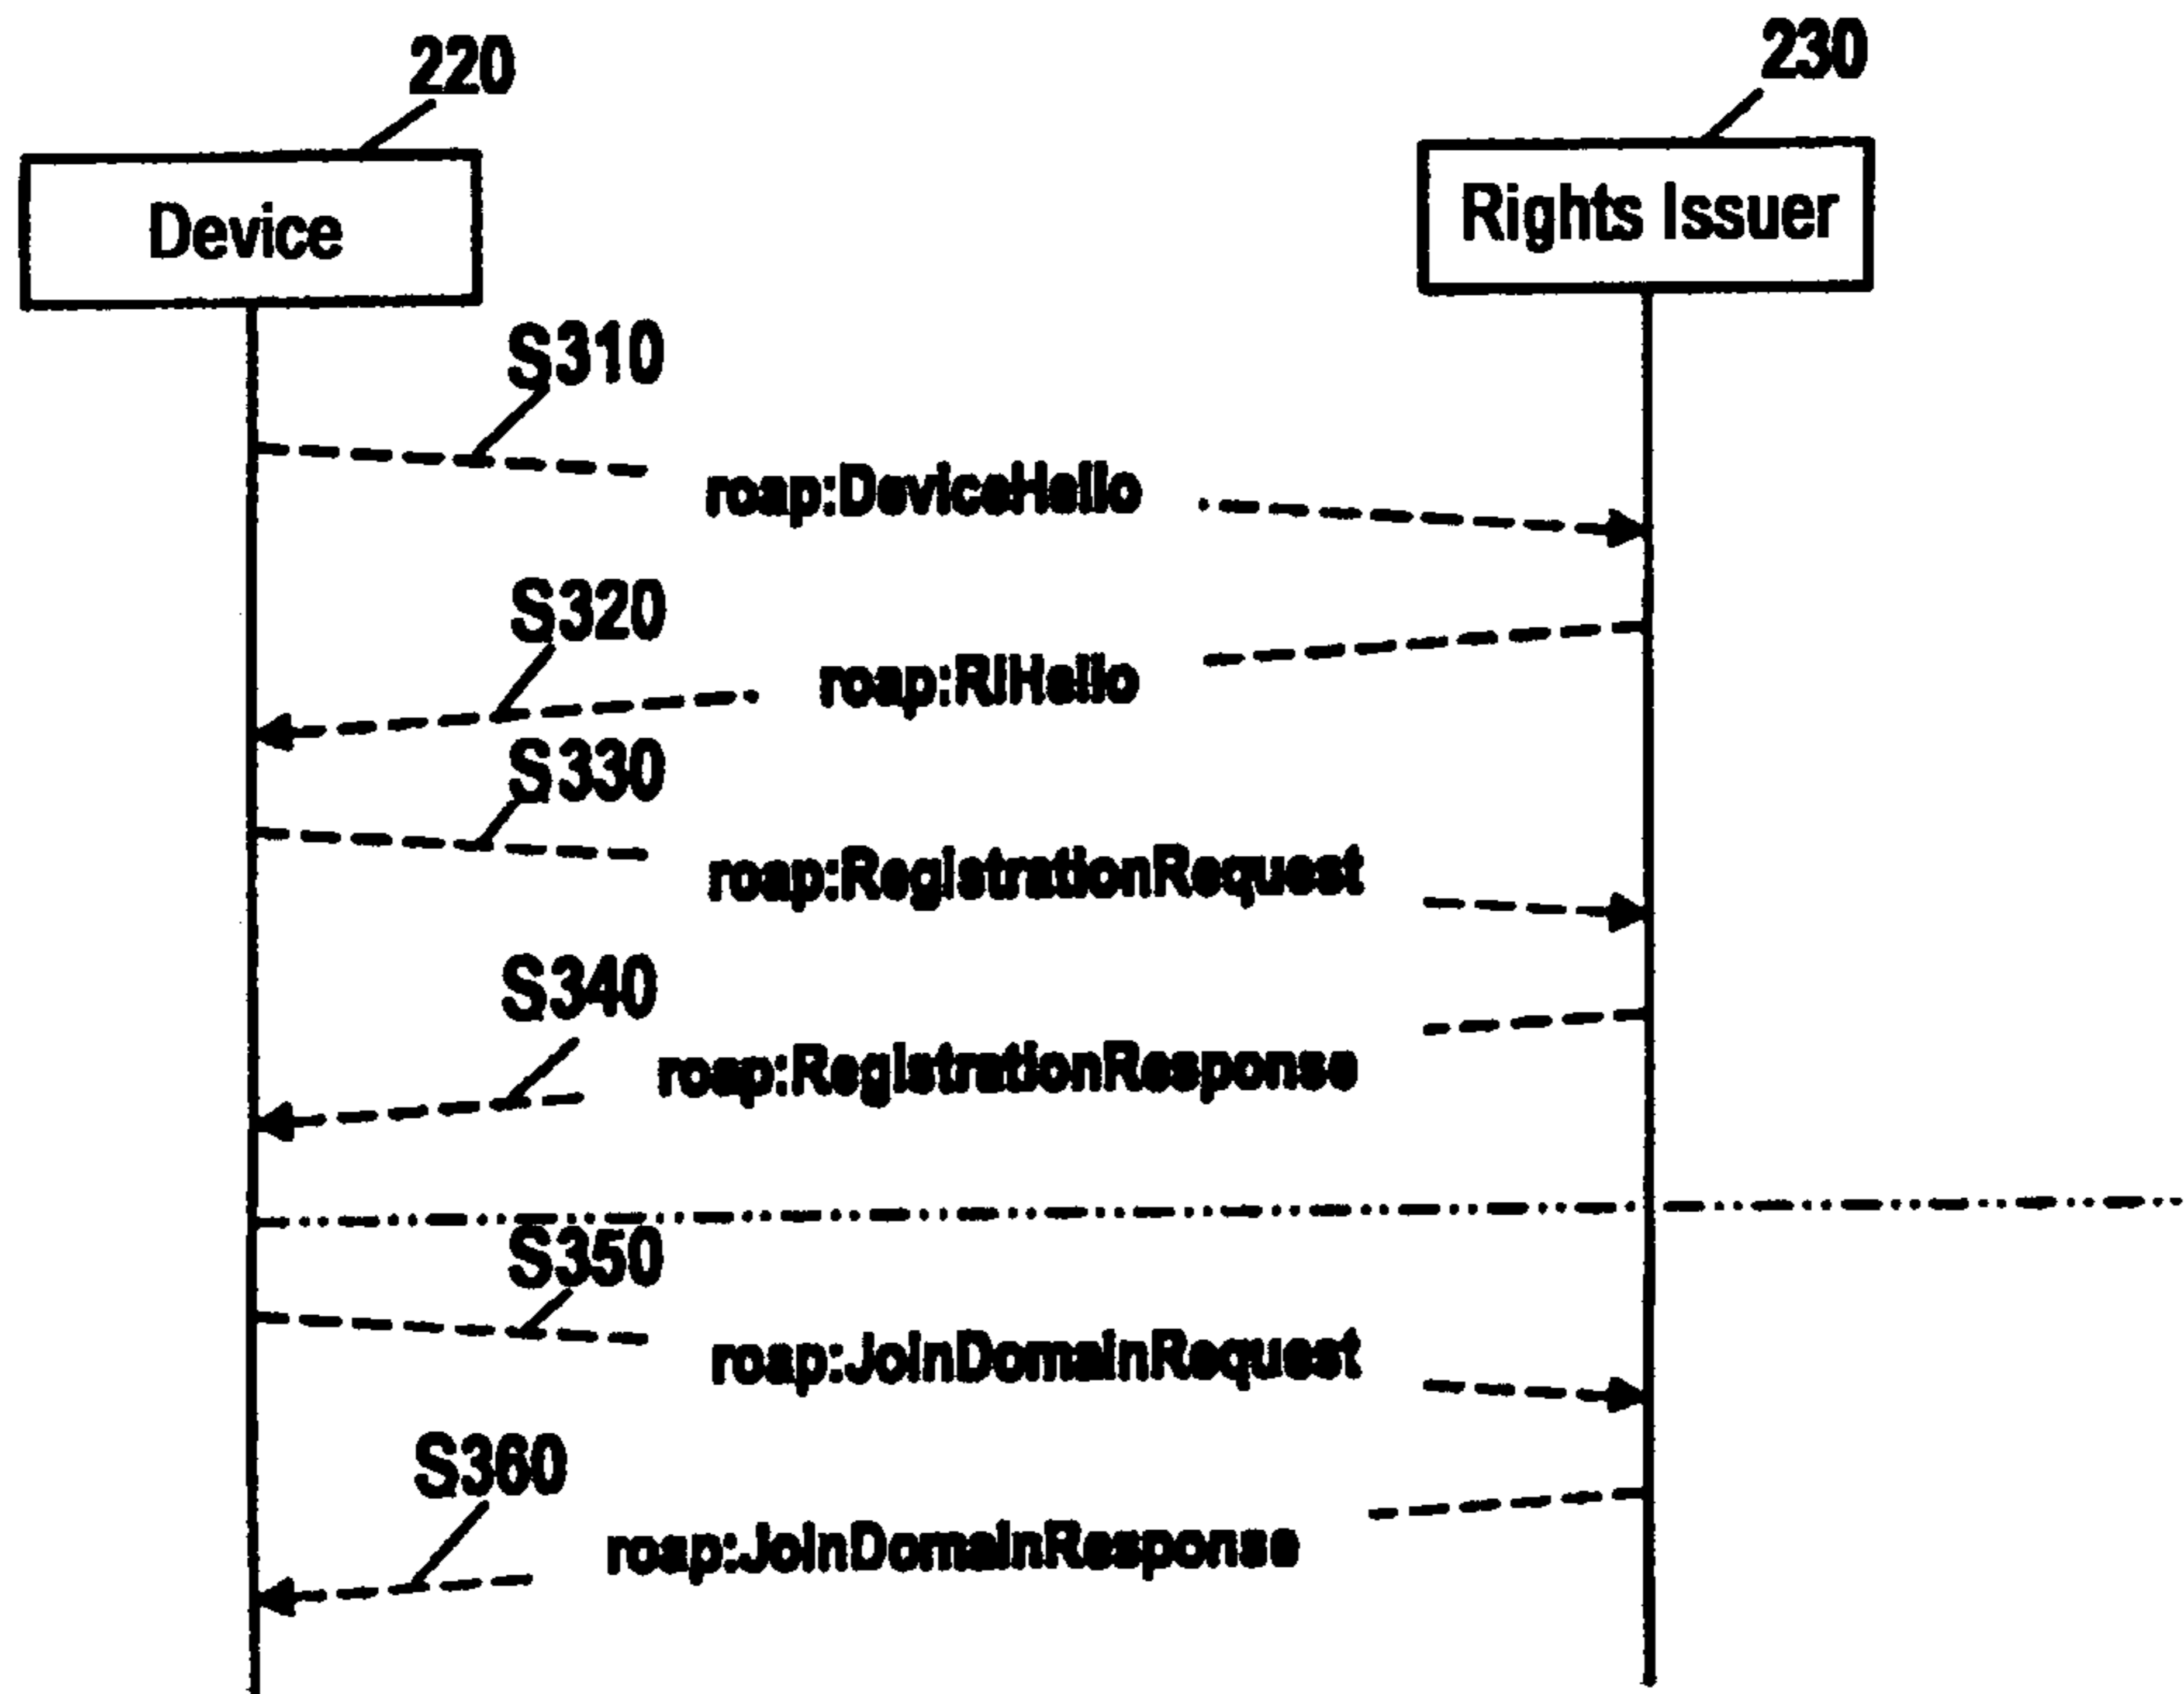 220
230
Device
Rights Issuer
S310
roap:DeviceHello
S320
roap:RIHello
S330
roap:RegistrationRequest
S340
roap:RegistrationResponse
S350
roap:JoinDomainRequest
S360
roap:JoinDomainResponse